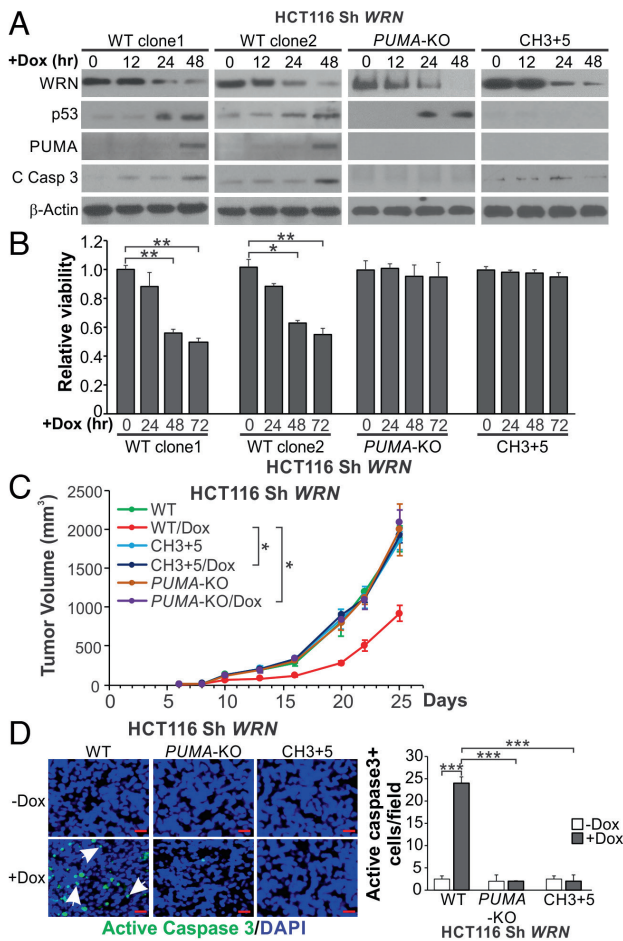 A
HCT116 Sh WRN
WT clone1 WT clone2 PUMA-KO CH3+5
+Dox (hr) 0 12 24 48 0 12 24 48 0 12 24 48 0 12 24 48
WRN
p53
PUMA
C Casp 3
β-Actin
B
Relative viability
1.2
1.0
0.8
0.6
0.4
0.2
0
** ** ** *
+Dox (hr) 0 24 48 72 0 24 48 72 0 24 48 72 0 24 48 72
WT clone1 WT clone2 PUMA-KO CH3+5
HCT116 Sh WRN
C
HCT116 Sh WRN
Tumor Volume (mm³)
2500
2000
1500
1000
500
0
WT
WT/Dox
CH3+5
CH3+5/Dox
PUMA-KO
PUMA-KO/Dox
* *
0 5 10 15 20 25 Days
D
HCT116 Sh WRN
WT PUMA-KO CH3+5
-Dox
+Dox
Active Caspase 3/DAPI
Active caspase3+
cells/field
30
25
20
15
10
5
0
***
***
***
-Dox
+Dox
WT PUMA CH3+5
-KO
HCT116 Sh WRN